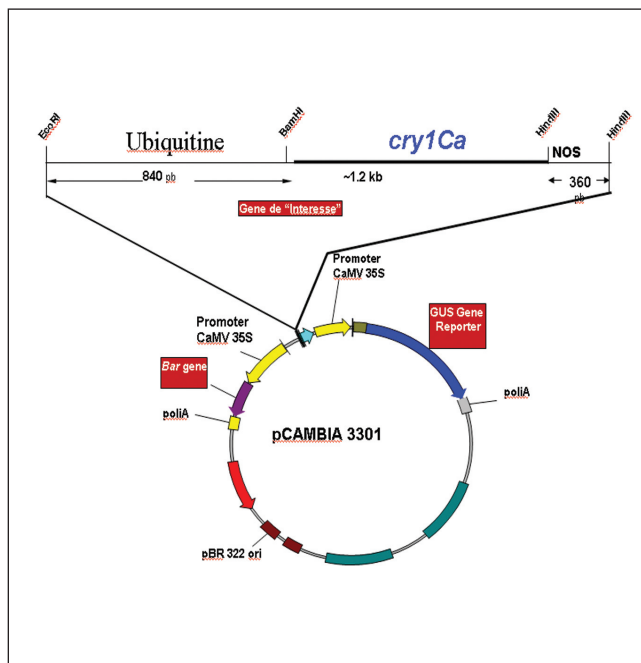 EcoRI
BamHI
HindIII
HindIII
Ubiquitine
cry1Ca
NOS
840 pb
~1.2 kb
360
pb
Gene de “Interesse”
Promoter
CaMV 35S
Promoter
CaMV 35S
GUS Gene
Reporter
Bar gene
poliA
poliA
pCAMBIA 3301
pBR 322 ori